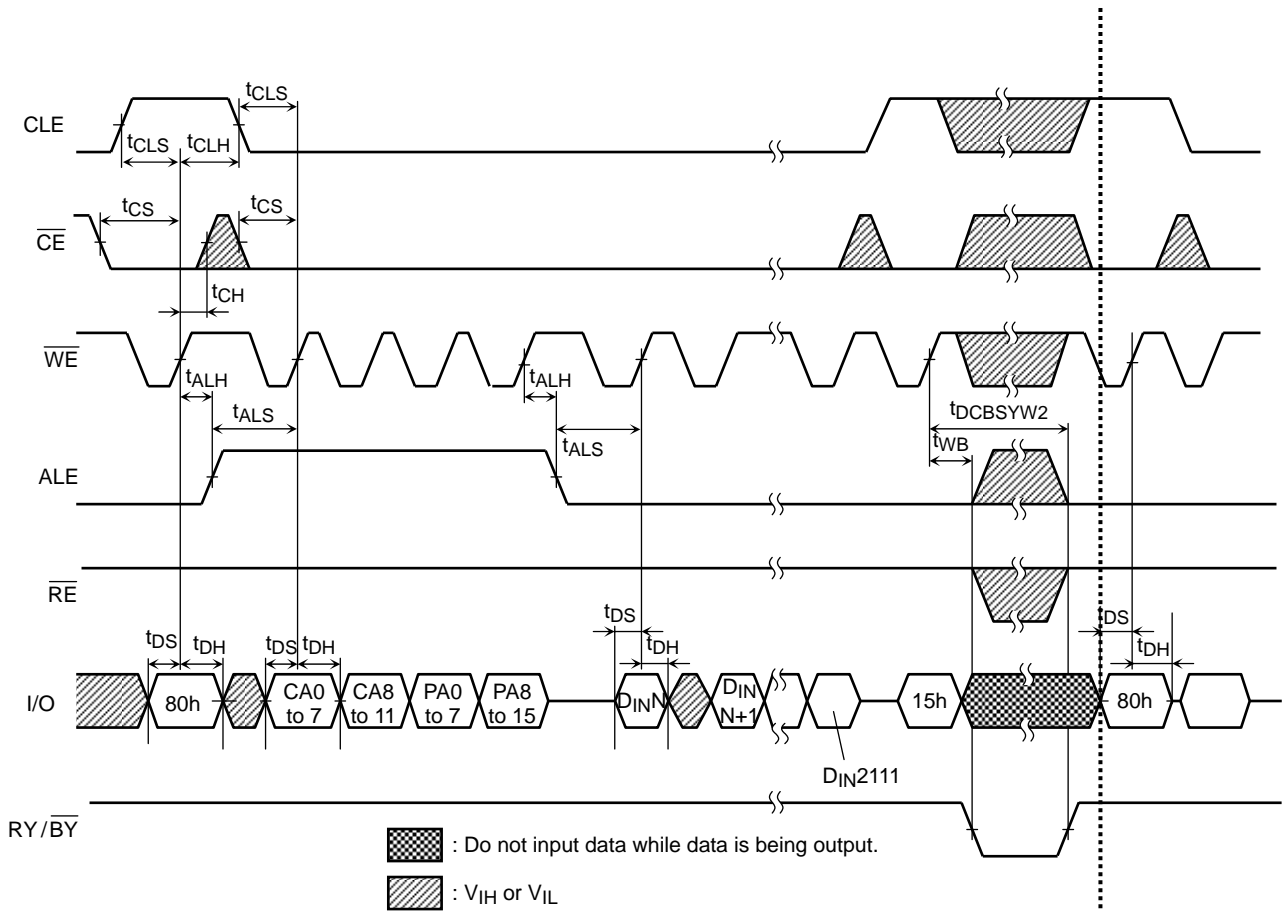 tCLS
CLE
tCLS tCLH
tCS tCS
CE
tCH
WE
tALH tALH
tDCBSYW2
tALS tALS
tWB
ALE
RE
tDS tDH tDS tDH tDS tDH tDS tDH
I/O 80h CA0 to 7 CA8 to 11 PA0 to 7 PA8 to 15 DINN DIN N+1 15h 80h
DIN2111
RY/BY
: Do not input data while data is being output.
: VIH or VIL